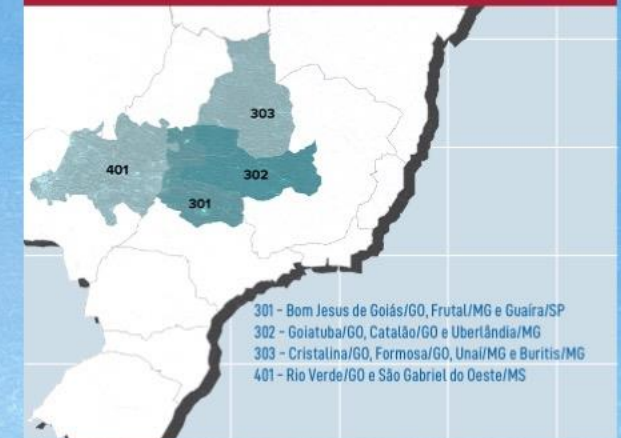 303
401
302
301
301 - Bom Jesus de Goiás/GO, Frutal/MG e Guaíra/SP
302 - Goiatuba/GO, Catalão/GO e Uberlândia/MG
303 - Cristalina/GO, Formosa/GO, Unaí/MG e Buritis/MG
401 - Rio Verde/GO e São Gabriel do Oeste/MS